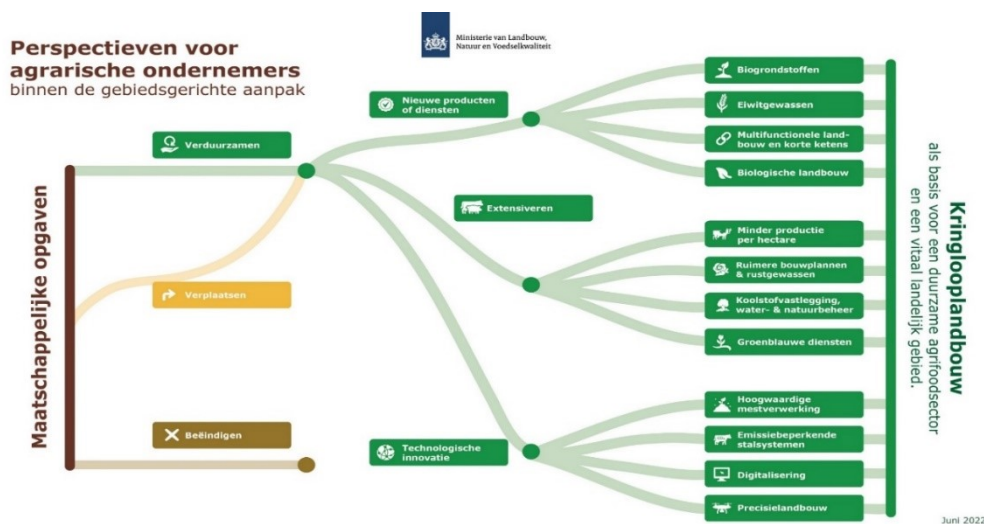 Perspectieven voor
agrarische ondernemers
binnen de gebiedsgerichte aanpak
Ministerie van Landbouw,
Natuur en Voedselkwaliteit
Maatschappelijke opgaven
Verduurzamen
Verplaatsen
Beëindigen
Nieuwe producten
of diensten
Extensiveren
Technologische
innovatie
Biogrondstoffen
Eiwitgewassen
Multifunctionele land-
bouw en korte ketens
Biologische landbouw
Minder productie
per hectare
Ruimere bouwplannen
& rustgewassen
Koolstofvastlegging,
water- & natuurbeheer
Groenblauwe diensten
Hoogwaardige
mestverwerking
Emissiebeperkende
stalsystemen
Digitalisering
Precisielandbouw
Kringlooplandbouw
als basis voor een duurzame agrifoodsector
en een vitaal landelijk gebied.
Juni 2022